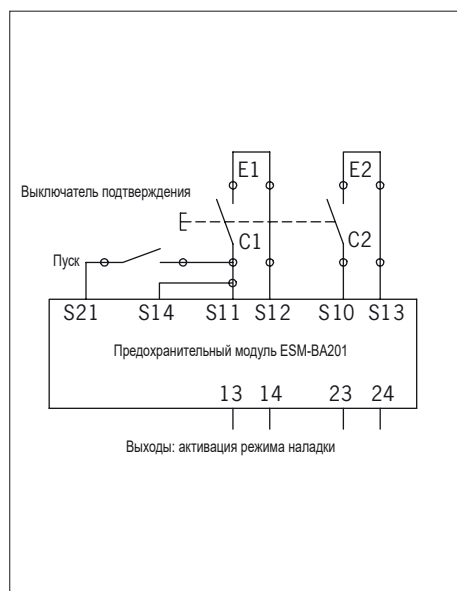 E1 E2
Выключатель подтверждения
C1 C2
Пуск
S21 S14 S11 S12 S10 S13
Предохранительный модуль ESM-BA201
13 14 23 24
Выходы: активация режима наладки